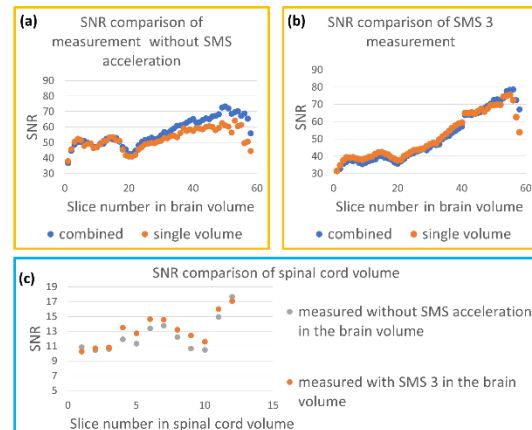 (a)
SNR comparison of
measurement without SMS
acceleration
SNR
90
80
70
60
50
40
30
0 20 40 60
Slice number in brain volume
combined single volume
(b)
SNR comparison of SMS 3
measurement
SNR
90
80
70
60
50
40
30
0 20 40 60
Slice number in brain volume
combined single volume
(c)
SNR comparison of spinal cord volume
SNR
19
17
15
13
11
9
0 5 10 15
Slice number in spinal cord volume
measured without SMS acceleration
in the brain volume
measured with SMS 3 in the brain
volume